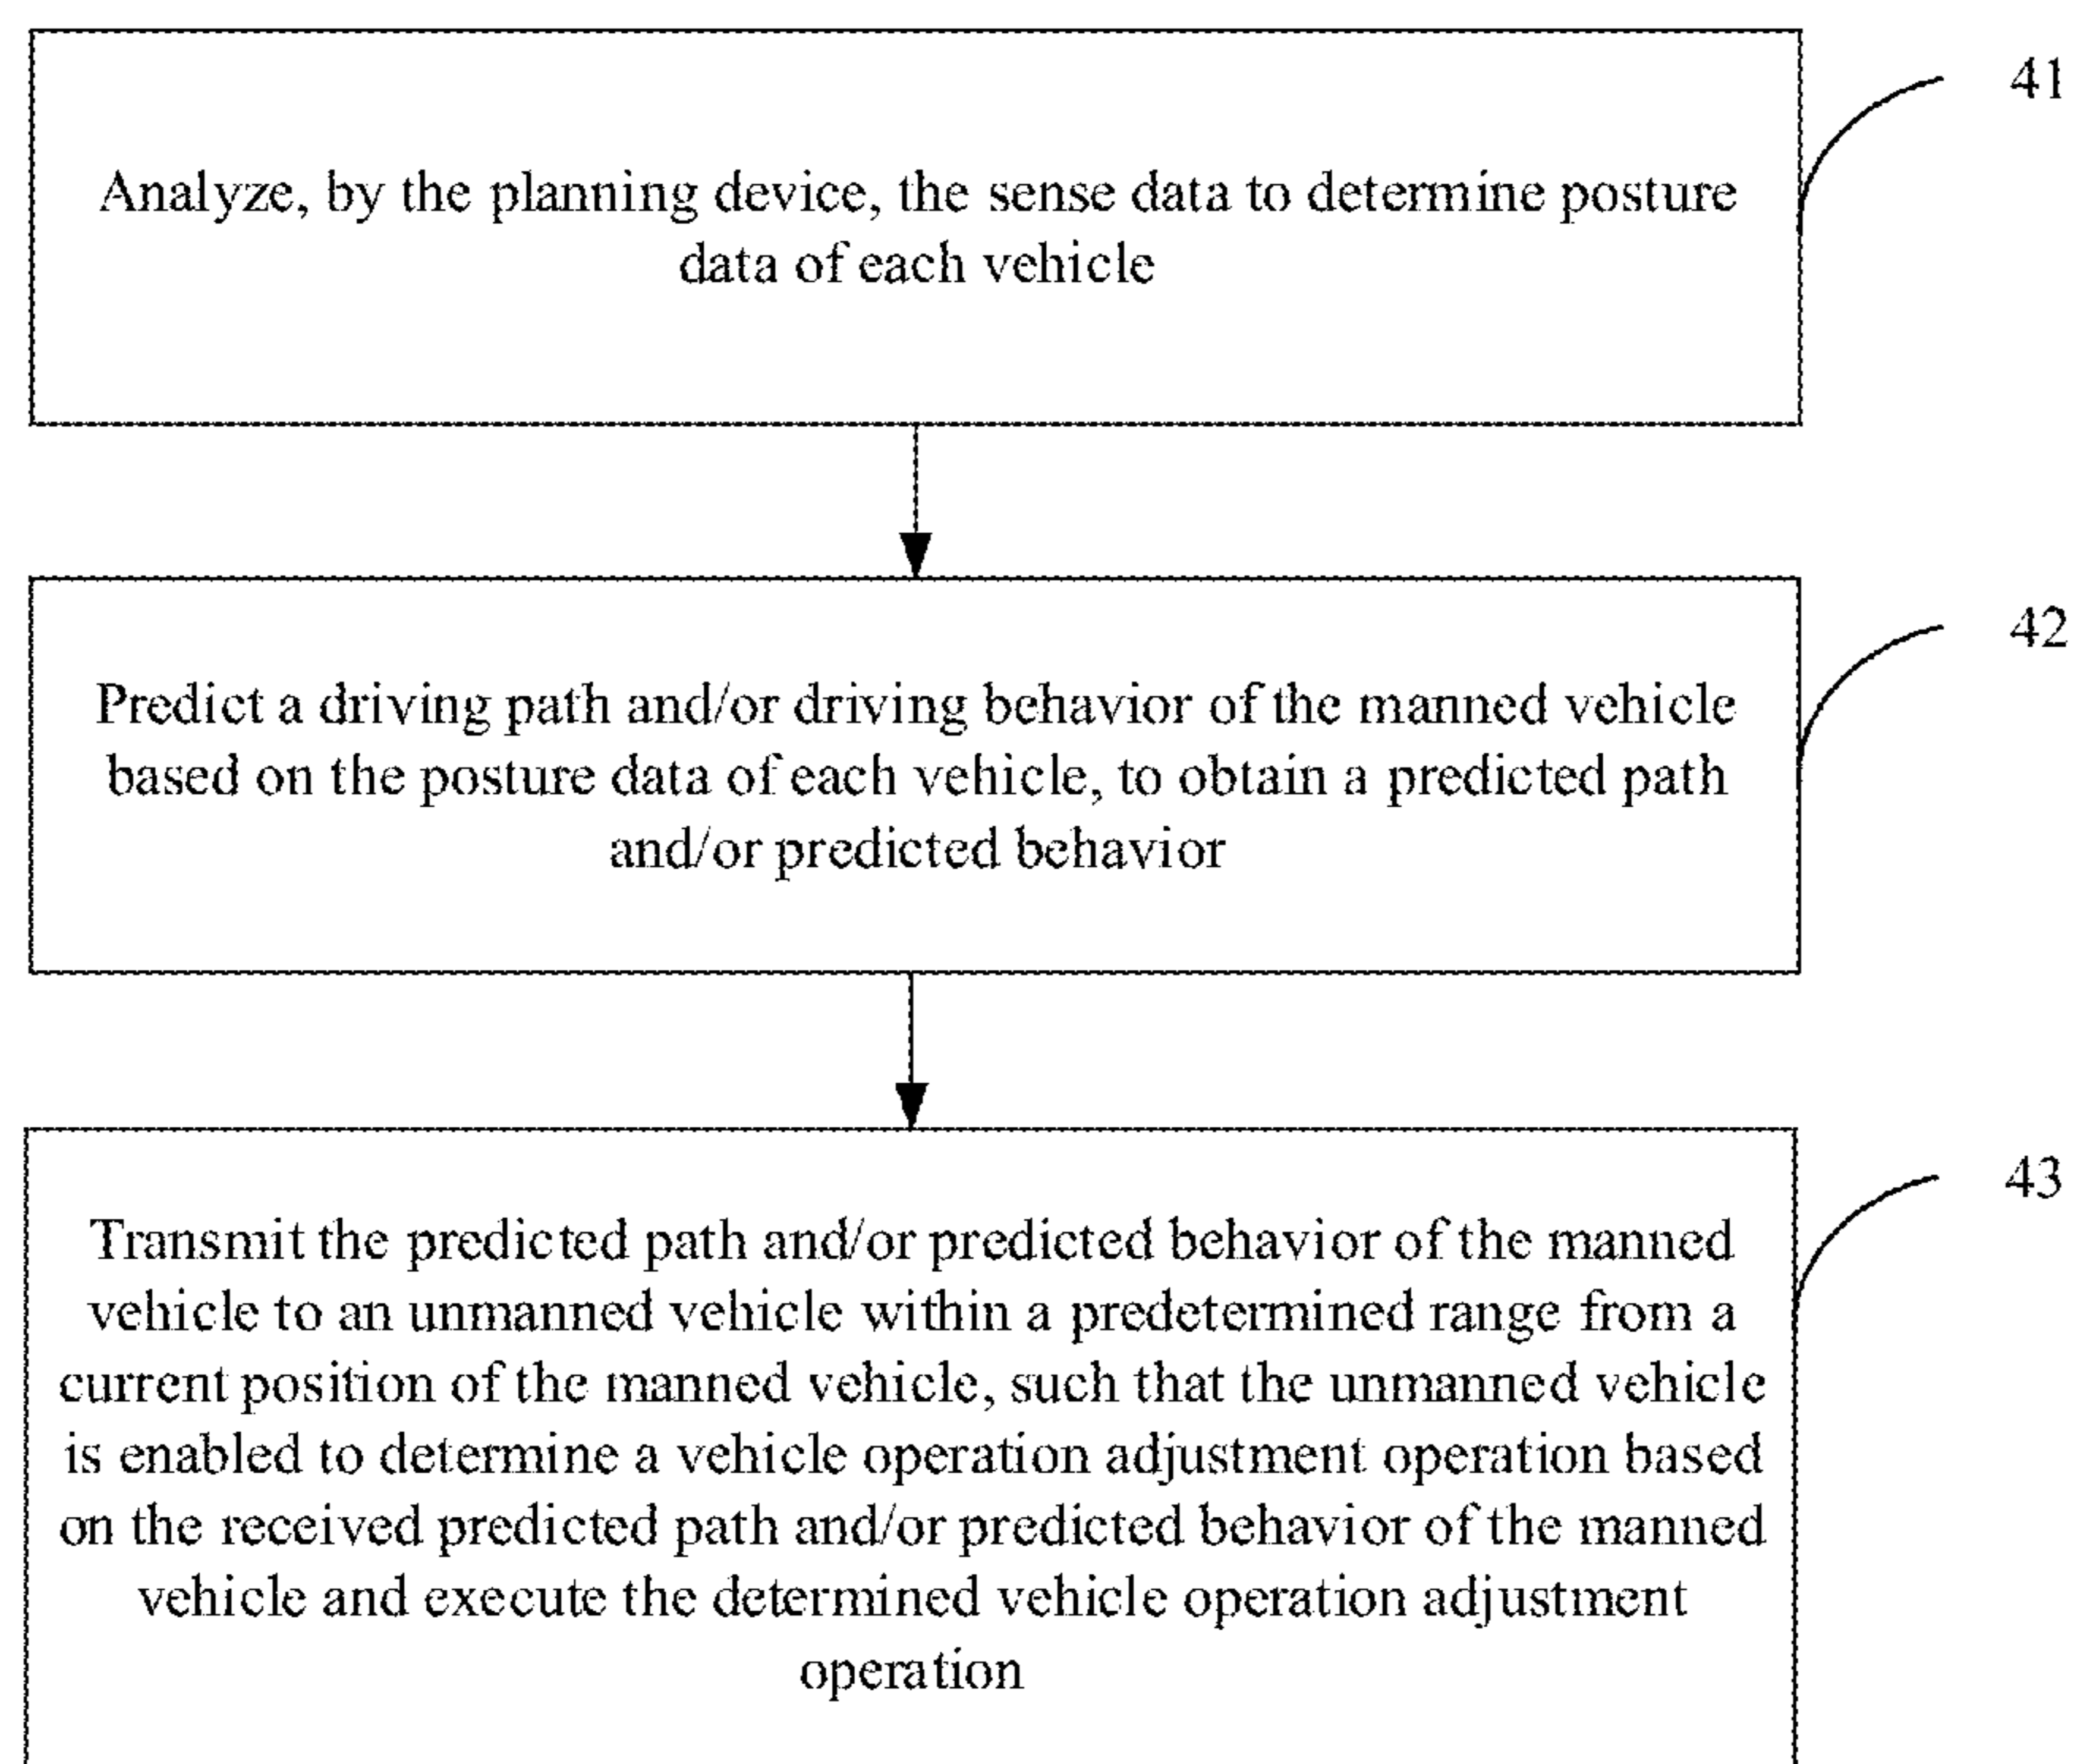 41
Analyze, by the planning device, the sense data to determine posture
data of each vehicle
42
Predict a driving path and/or driving behavior of the manned vehicle
based on the posture data of each vehicle, to obtain a predicted path
and/or predicted behavior
43
Transmit the predicted path and/or predicted behavior of the manned
vehicle to an unmanned vehicle within a predetermined range from a
current position of the manned vehicle, such that the unmanned vehicle
is enabled to determine a vehicle operation adjustment operation based
on the received predicted path and/or predicted behavior of the manned
vehicle and execute the determined vehicle operation adjustment
operation